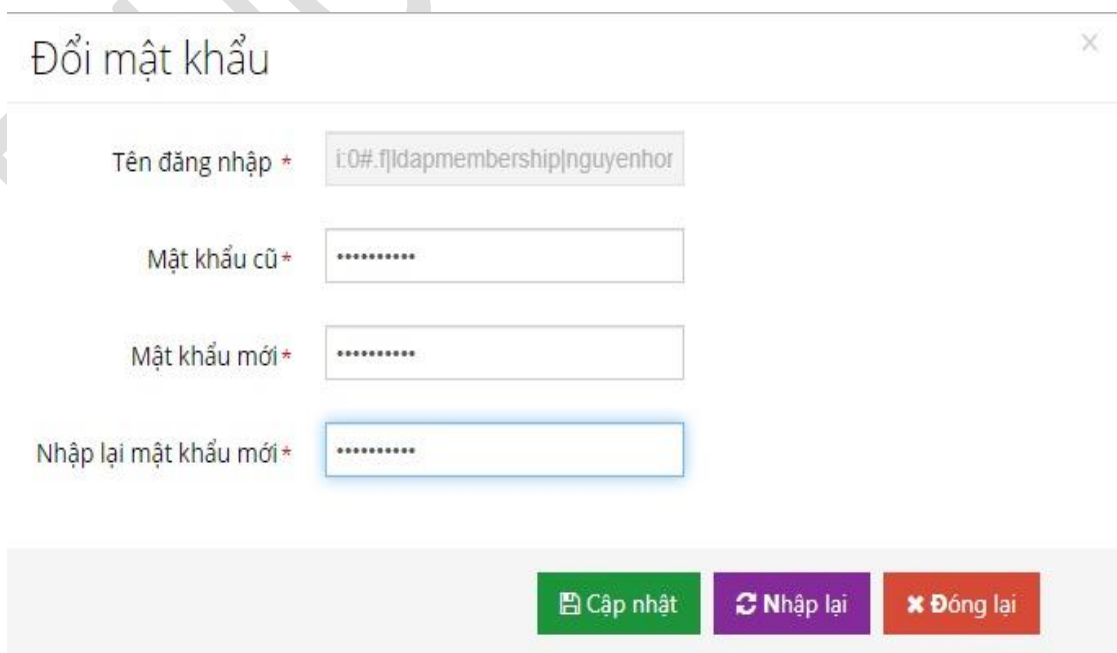 Đổi mật khẩu
Tên đăng nhập * i:0#.f|ldapmembership|nguyenhor
Mật khẩu cũ * ••••••••••
Mật khẩu mới * ••••••••••
Nhập lại mật khẩu mới * ••••••••••
Cập nhật Nhập lại Đóng lại